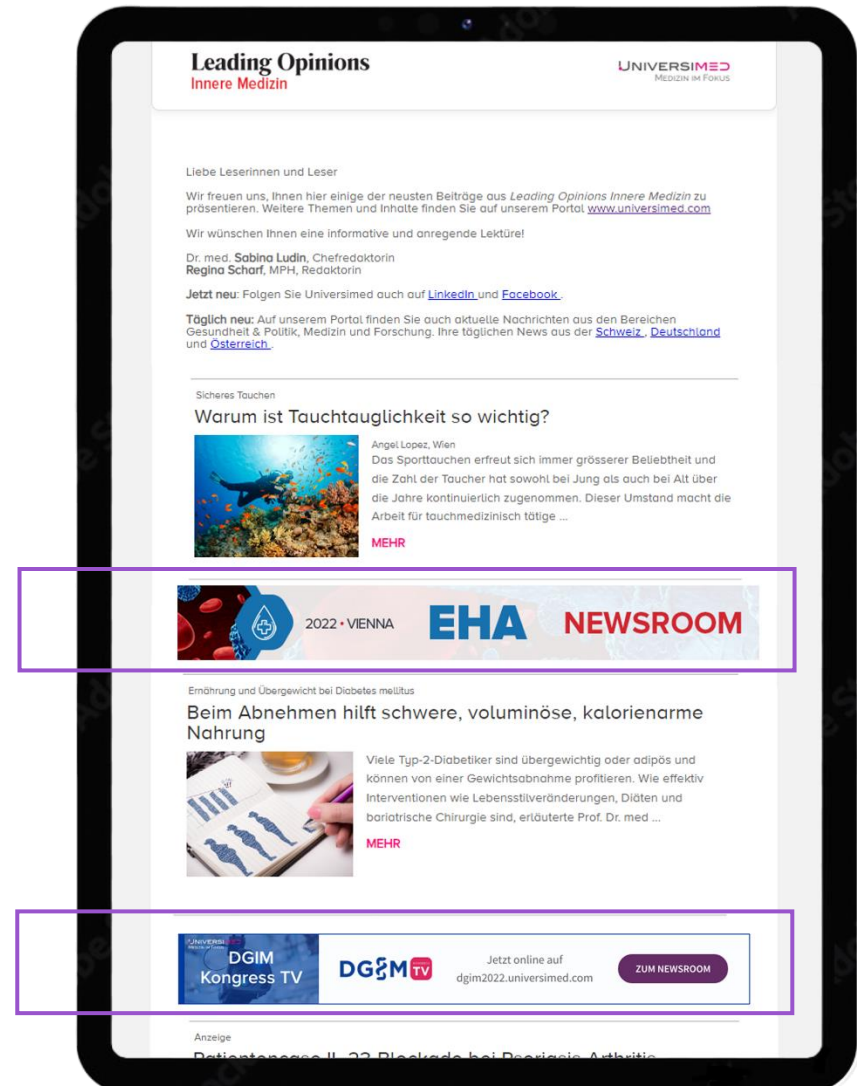 Leading Opinions
Innere Medizin
UNIVERSIMED
MEDIZIN IM FOKUS
Liebe Leserinnen und Leser
Wir freuen uns, Ihnen hier einige der neusten Beiträge aus Leading Opinions Innere Medizin zu
präsentieren. Weitere Themen und Inhalte finden Sie auf unserem Portal www.universimed.com
Wir wünschen Ihnen eine informative und anregende Lektüre!
Dr. med. Sabina Ludin, Chefredaktorin
Regina Scharf, MPH, Redaktorin
Jetzt neu: Folgen Sie Universimed auch auf LinkedIn und Facebook .
Täglich neu: Auf unserem Portal finden Sie auch aktuelle Nachrichten aus den Bereichen
Gesundheit & Politik, Medizin und Forschung. Ihre täglichen News aus der Schweiz , Deutschland
und Österreich .
Sicheres Tauchen
Warum ist Tauchtauglichkeit so wichtig?
Angel Lopez, Wien
Das Sporttauchen erfreut sich immer grösserer Beliebtheit und
die Zahl der Taucher hat sowohl bei Jung als auch bei Alt über
die Jahre kontinuierlich zugenommen. Dieser Umstand macht die
Arbeit für tauchmedizinisch tätige ...
MEHR
2022 • VIENNA EHA NEWSROOM
Ernährung und Übergewicht bei Diabetes mellitus
Beim Abnehmen hilft schwere, voluminöse, kalorienarme
Nahrung
Viele Typ-2-Diabetiker sind übergewichtig oder adipös und
können von einer Gewichtsabnahme profitieren. Wie effektiv
Interventionen wie Lebensstilveränderungen, Diäten und
bariatrische Chirurgie sind, erläuterte Prof. Dr. med ...
MEHR
UNIVERSIMED
DGIM
Kongress TV
DGIM TV
Jetzt online auf
dgim2022.universimed.com
ZUM NEWSROOM
Anzeige
Patientencase IL-23 Blockade bei Psoriasis Arthritis